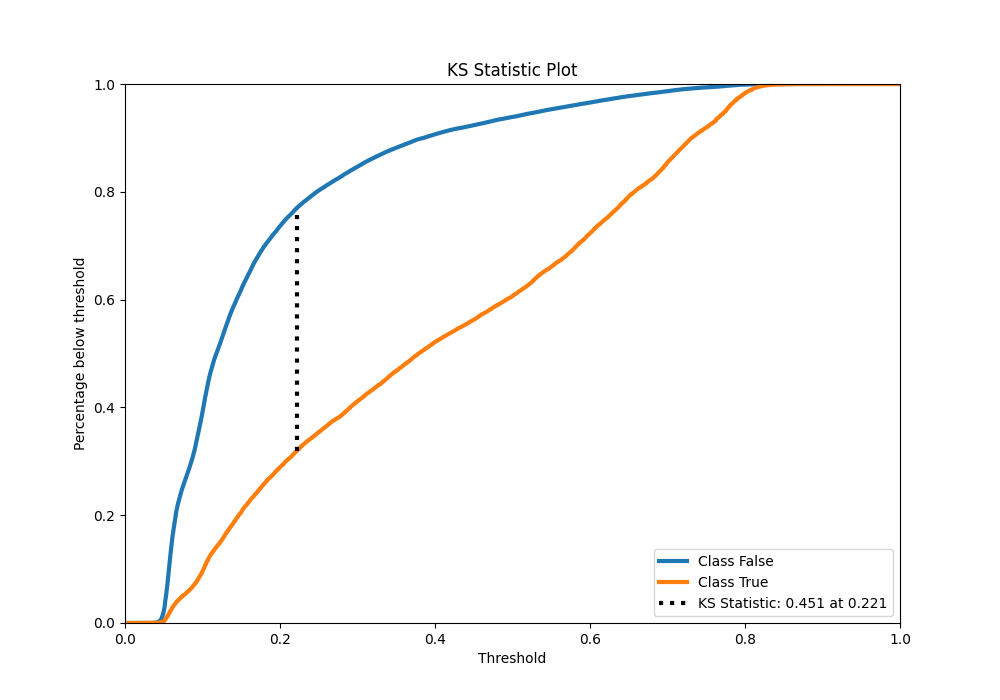 KS Statistic Plot
1.0
0.8
0.6
0.4
0.2
0.0
Percentage below threshold
0.0 0.2 0.4 0.6 0.8 1.0
Threshold
Class False
Class True
KS Statistic: 0.451 at 0.221